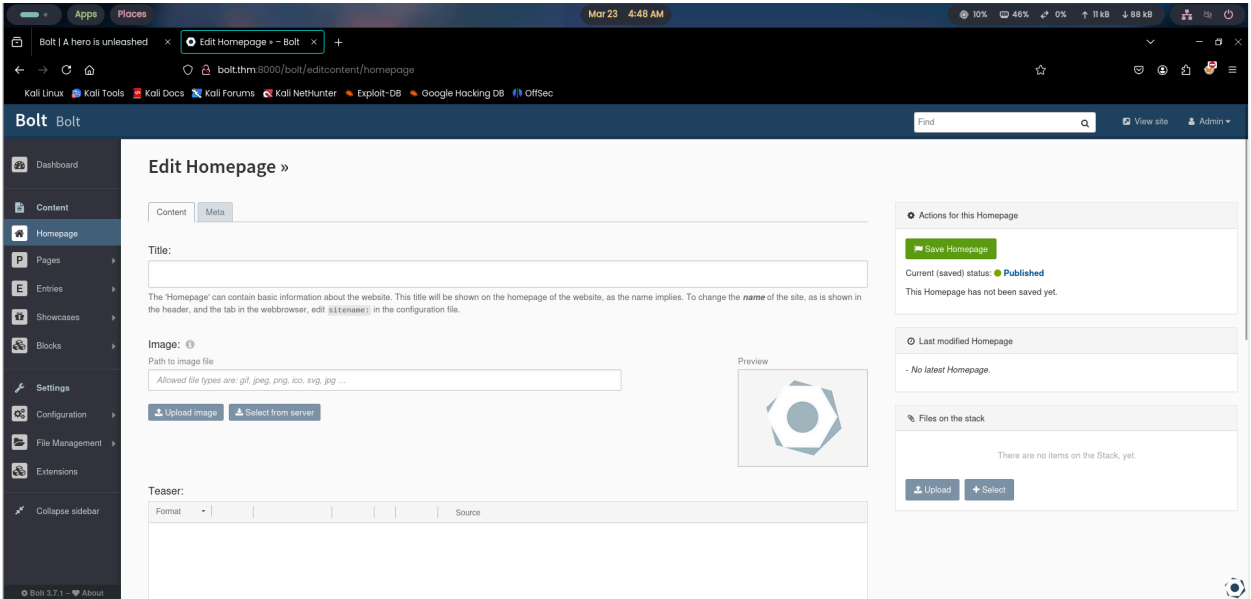 Apps Places
Mar 23 4:48 AM
10% 46% 0% 11 kB 88 kB
Bolt | A hero is unleashed ×
Edit Homepage » – Bolt × +
bolt.thm:8000/bolt/editcontent/homepage
Kali Linux Kali Tools Kali Docs Kali Forums Kali NetHunter Exploit-DB Google Hacking DB OffSec
Bolt Bolt
Find
View site
Admin
Dashboard
Content
Homepage
P Pages
E Entries
Showcases
Blocks
Settings
Configuration
File Management
Extensions
Collapse sidebar
Bolt 3.7.1 – ♥ About
Edit Homepage »
Content Meta
Title:
The 'Homepage' can contain basic information about the website. This title will be shown on the homepage of the website, as the name implies. To change the name of the site, as is shown in
the header, and the tab in the webbrowser, edit sitename: in the configuration file.
Image:
Path to image file
Allowed file types are: gif, jpeg, png, ico, svg, jpg ...
Upload image Select from server
Preview
Teaser:
Format Source
Actions for this Homepage
Save Homepage
Current (saved) status: Published
This Homepage has not been saved yet.
Last modified Homepage
- No latest Homepage.
Files on the stack
There are no items on the Stack, yet.
Upload + Select